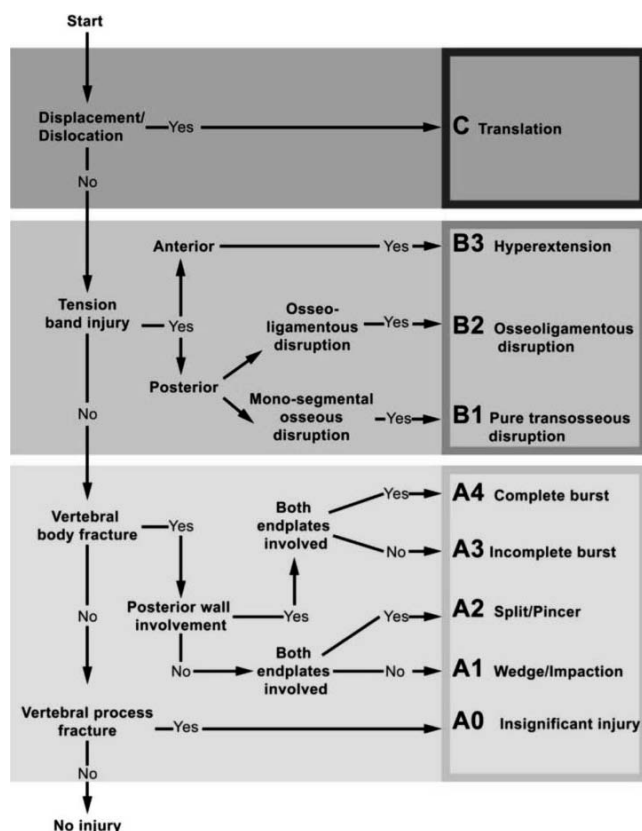 Start
Displacement/
Dislocation
Yes
C Translation
No
Anterior
Yes
B3 Hyperextension
Tension
band injury
Yes
Osseo-
ligamentous
disruption
Yes
B2 Osseoligamentous
disruption
Posterior
Mono-segmental
osseous
disruption
Yes
B1 Pure transosseous
disruption
No
Vertebral
body fracture
Yes
Both
endplates
involved
Yes
A4 Complete burst
No
A3 Incomplete burst
Posterior wall
involvement
Yes
No
Both
endplates
involved
Yes
A2 Split/Pincer
No
A1 Wedge/Impaction
No
Vertebral process
fracture
Yes
A0 Insignificant injury
No
No injury